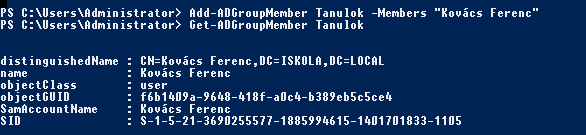 PS C:\Users\Administrator> Add-ADGroupMember Tanulok -Members "Kovács Ferenc"
PS C:\Users\Administrator> Get-ADGroupMember Tanulok
distinguishedName : CN=Kovács Ferenc,DC=ISKOLA,DC=LOCAL
name : Kovács Ferenc
objectClass : user
objectGUID : f6b1409a-9648-418f-a0c4-b389eb5c5ce4
SamAccountName : Kovács Ferenc
SID : S-1-5-21-3690255577-1885994615-1401701833-1105